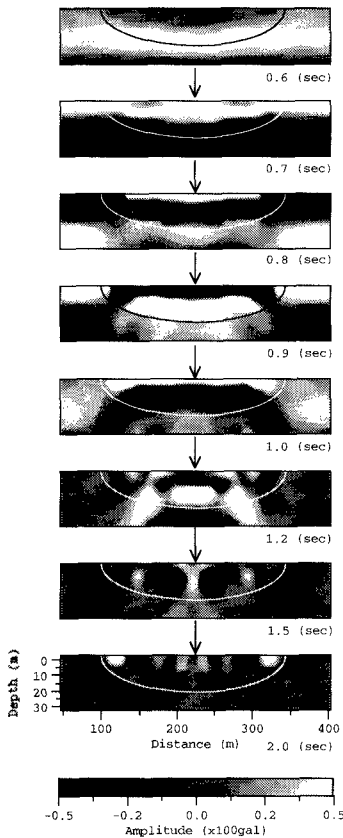 0.6 (sec)
0.7 (sec)
0.8 (sec)
0.9 (sec)
1.0 (sec)
1.2 (sec)
1.5 (sec)
Depth (m)
0
10
20
30
100 200 300 400
Distance (m)
2.0 (sec)
-0.5 -0.2 0.0 0.2 0.5
Amplitude (x100gal)